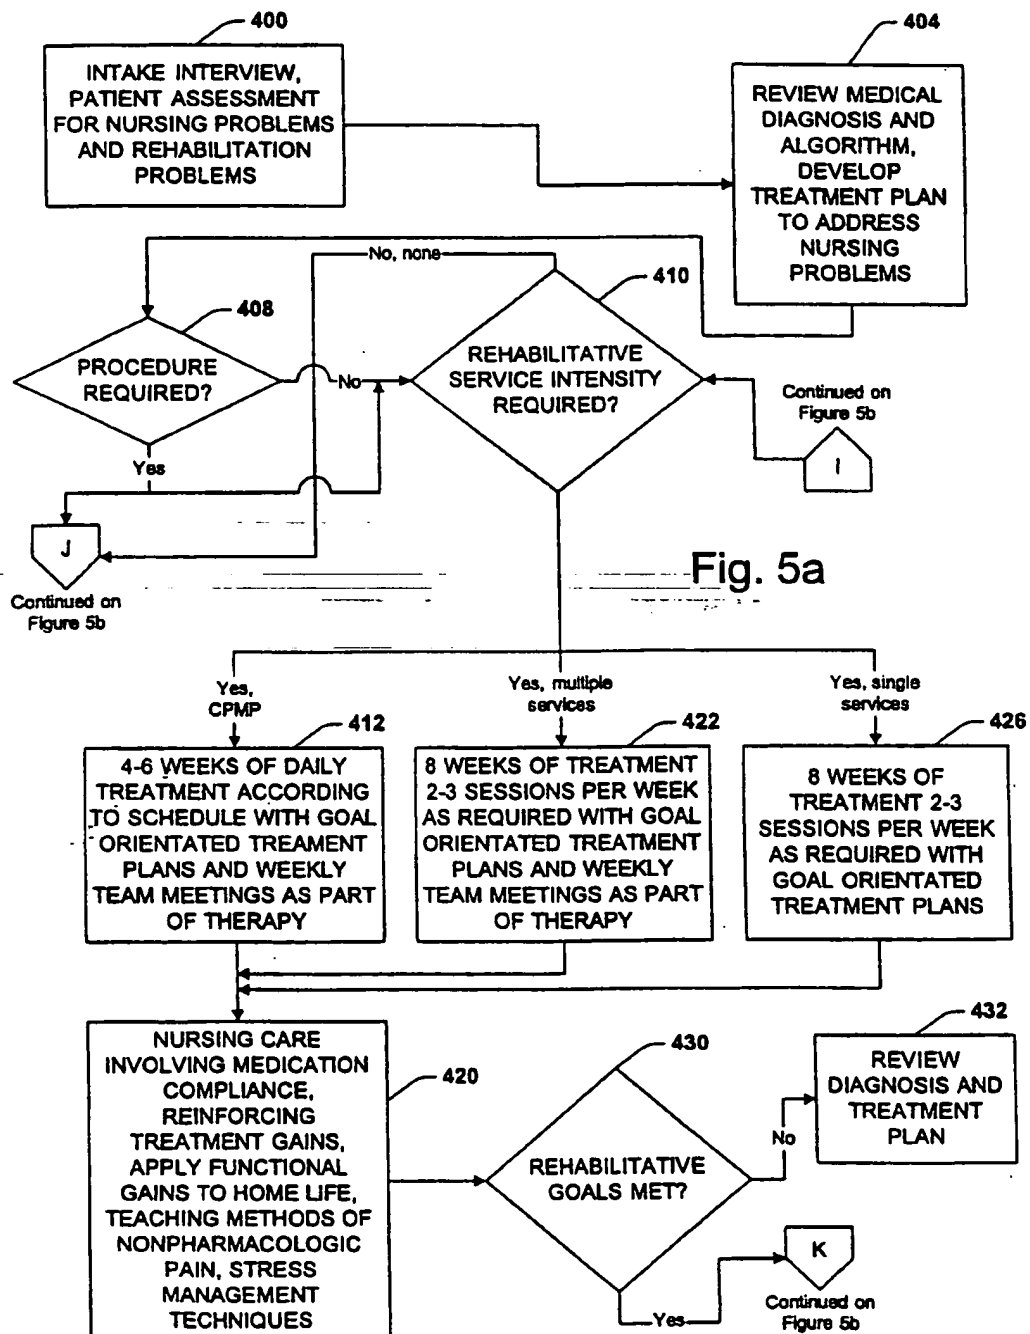 400
INTAKE INTERVIEW,
PATIENT ASSESSMENT
FOR NURSING PROBLEMS
AND REHABILITATION
PROBLEMS
404
REVIEW MEDICAL
DIAGNOSIS AND
ALGORITHM,
DEVELOP
TREATMENT PLAN
TO ADDRESS
NURSING
PROBLEMS
408
PROCEDURE
REQUIRED?
No, none
410
REHABILITATIVE
SERVICE INTENSITY
REQUIRED?
No
Yes
Continued on
Figure 5b
I
J
Continued on
Figure 5b
Fig. 5a
Yes,
CPMP
412
4-6 WEEKS OF DAILY
TREATMENT ACCORDING
TO SCHEDULE WITH GOAL
ORIENTATED TREAMENT
PLANS AND WEEKLY
TEAM MEETINGS AS PART
OF THERAPY
Yes, multiple
services
422
8 WEEKS OF TREATMENT
2-3 SESSIONS PER WEEK
AS REQUIRED WITH GOAL
ORIENTATED TREATMENT
PLANS AND WEEKLY
TEAM MEETINGS AS PART
OF THERAPY
Yes, single
services
426
8 WEEKS OF
TREATMENT 2-3
SESSIONS PER WEEK
AS REQUIRED WITH
GOAL ORIENTATED
TREATMENT PLANS
NURSING CARE
INVOLVING MEDICATION
COMPLIANCE,
REINFORCING
TREATMENT GAINS,
APPLY FUNCTIONAL
GAINS TO HOME LIFE,
TEACHING METHODS OF
NONPHARMACOLOGIC
PAIN, STRESS
MANAGEMENT
TECHNIQUES
420
430
REHABILITATIVE
GOALS MET?
No
432
REVIEW
DIAGNOSIS AND
TREATMENT
PLAN
Yes
K
Continued on
Figure 5b